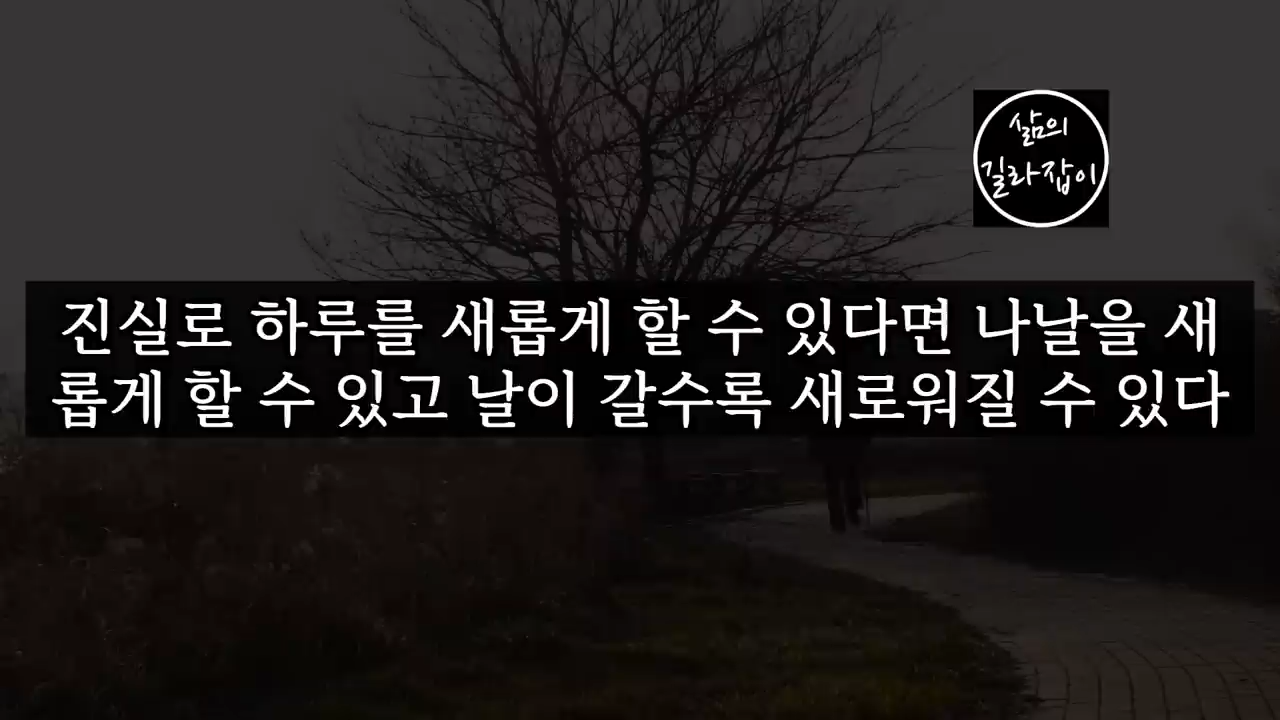 삶의
길라잡이
진실로 하루를 새롭게 할 수 있다면 나날을 새
롭게 할 수 있고 날이 갈수록 새로워질 수 있다